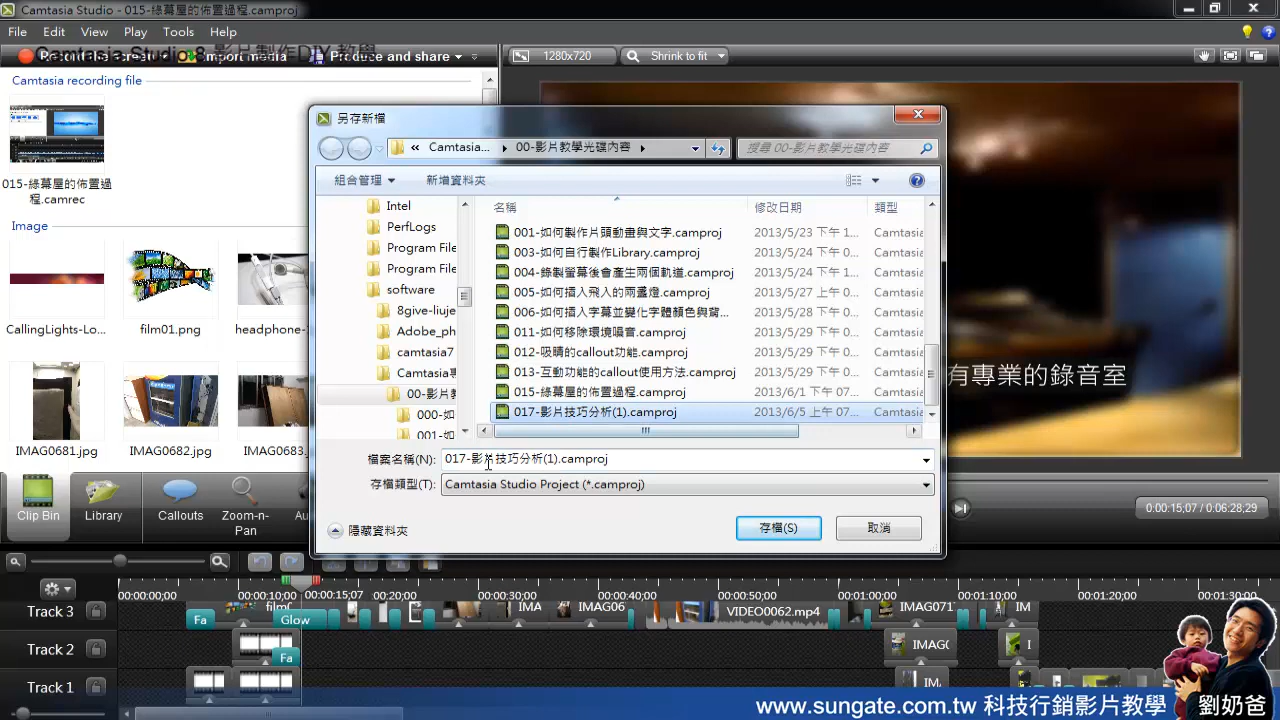 Camtasia Studio - 015-綠幕屋的佈置過程.camproj
File Edit View Play Tools Help
Camtasia Studio 8 影片製作DIY 教學
Import media
Produce and share
1280x720
Shrink to fit
Camtasia recording file
015-綠幕屋的佈置過
程.camrec
Image
CallingLights-Lo...
film01.png
headphone-
IMAG0681.jpg
IMAG0682.jpg
IMAG0683.j
另存新檔
« Camtasia...
影片教學光碟內容
組合管理
新增資料夾
Intel
PerfLogs
Program File
Program File
software
8give-liuje
Adobe_ph
camtasia7
Camtasia專
00-影片教
000-如
001-如
名稱 修改日期 類型
001-如何製作片頭動畫與文字.camproj 2013/5/23 下午 1... Camtasia
003-如何自行製作Library.camproj 2013/5/24 下午 0... Camtasia
004-錄製螢幕後會產生兩個軌道.camproj 2013/5/24 下午 0... Camtasia
005-如何插入飛入的兩盞燈.camproj 2013/5/27 上午 0... Camtasia
006-如何插入字幕並變化字體顏色與背... 2013/5/28 下午 0... Camtasia
011-如何移除環境噪音.camproj 2013/5/29 下午 0... Camtasia
012-吸睛的callout功能.camproj 2013/5/29 下午 0... Camtasia
013-互動功能的callout使用方法.camproj 2013/5/29 下午 0... Camtasia
015-綠幕屋的佈置過程.camproj 2013/6/1 下午 07... Camtasia
017-影片技巧分析(1).camproj 2013/6/5 上午 07... Camtasia
檔案名稱(N): 017-影片技巧分析(1).camproj
存檔類型(T): Camtasia Studio Project (*.camproj)
隱藏資料夾
存檔(S)
取消
有專業的錄音室
Clip Bin
Library
Callouts
Zoom-n-
Pan
0:00:15;07 / 0:06:28;29
00:00:00;00 00:00:10;00 00:00:15;07 00:20;00 00:00:30;00 00:00:40;00 00:00:50;00 00:01:00;00 00:01:10;00 00:01:20;00 00:01:30;00
Track 3
Fa
Glow
IMA
IMAG06
VIDEO0062.mp4
IMAG071
IM
Track 2
Fa
IMAG(
I
Track 1
IM
www.sungate.com.tw 科技行銷影片教學
劉奶爸